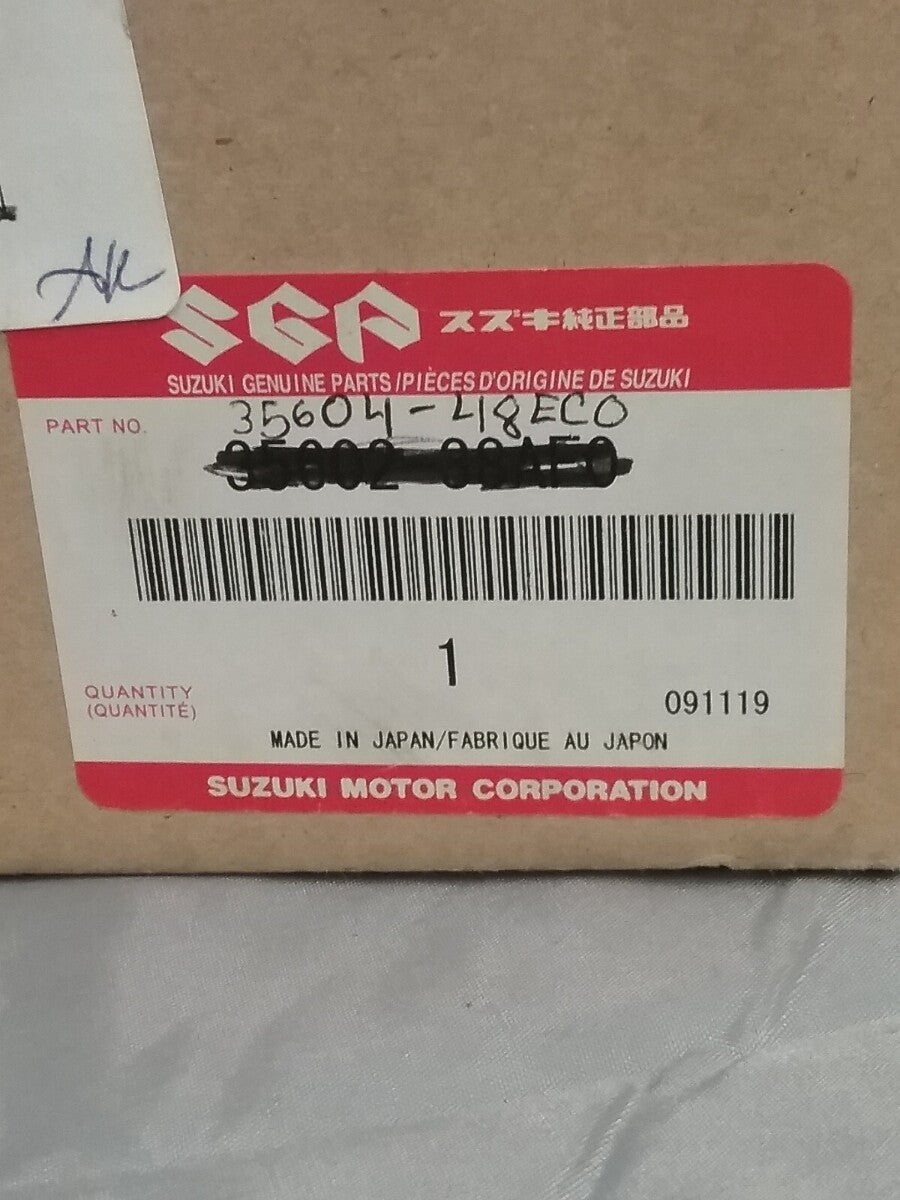 AK
SGP スズキ純正部品
SUZUKI GENUINE PARTS/PIÈCES D'ORIGINE DE SUZUKI
PART NO. 35604-48ECO
1
QUANTITY
(QUANTITÉ)
091119
MADE IN JAPAN/FABRIQUE AU JAPON
SUZUKI MOTOR CORPORATION